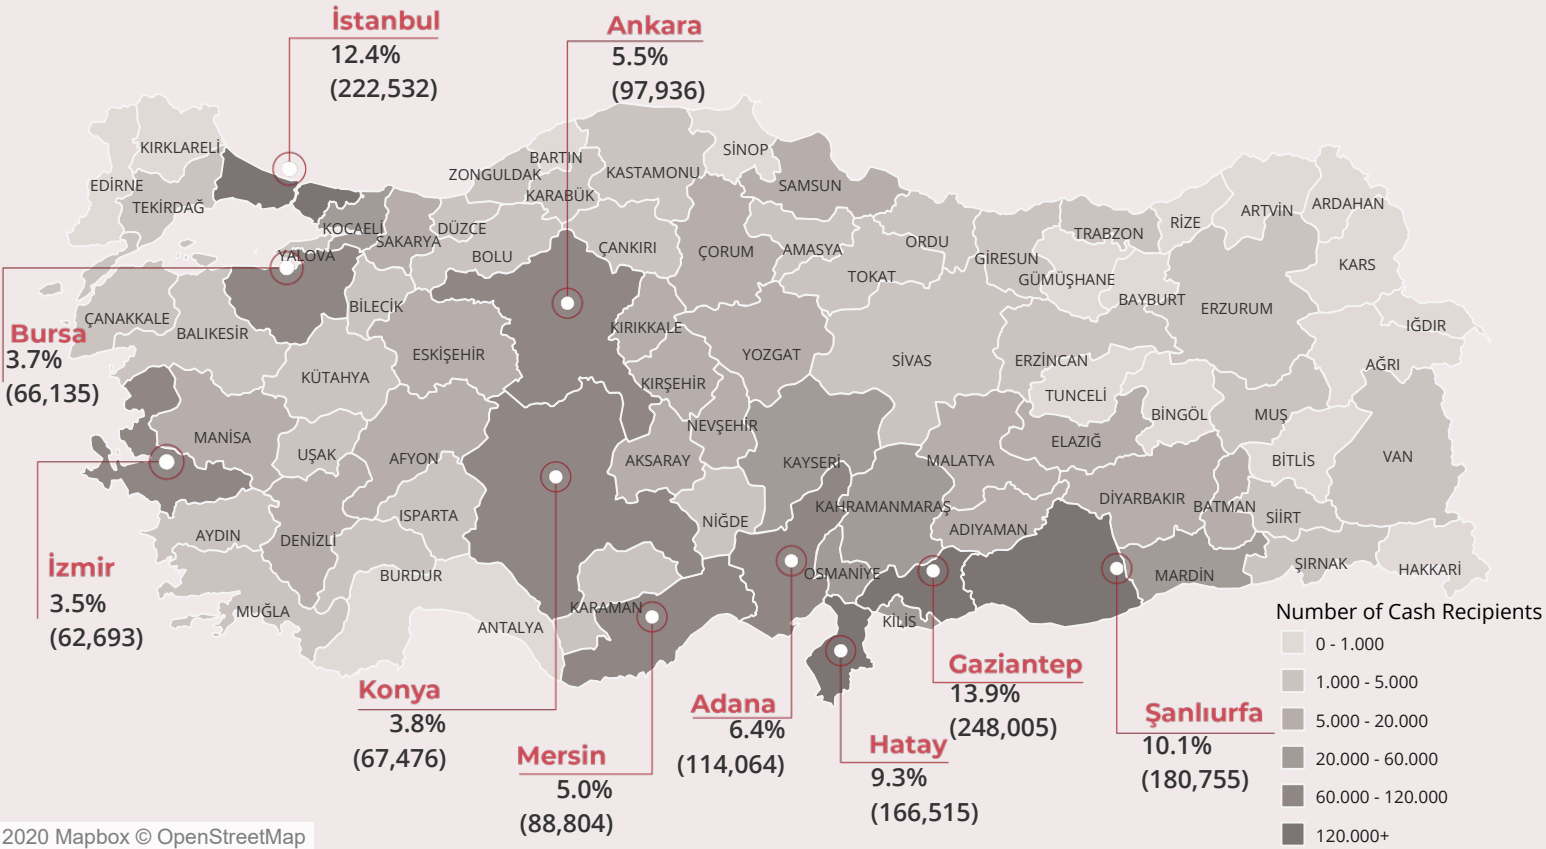 İstanbul
12.4%
(222,532)
Ankara
5.5%
(97,936)
KIRKLARELİ
EDİRNE
TEKİRDAĞ
BARTIN
ZONGULDAK
KARABÜK
KASTAMONU
SİNOP
SAMSUN
KOCAELİ
SAKARYA
DÜZCE
BOLU
YALOVA
ÇANKIRI
ÇORUM
AMASYA
ORDU
TOKAT
GİRESUN
TRABZON
GÜMÜŞHANE
RİZE
ARTVİN
ARDAHAN
KARS
BAYBURT
ERZURUM
IĞDIR
AĞRI
Bursa
3.7%
(66,135)
ÇANAKKALE
BALIKESİR
BİLECİK
KÜTAHYA
ESKİŞEHİR
KIRIKKALE
KIRŞEHİR
YOZGAT
SİVAS
ERZİNCAN
TUNCELİ
BİNGÖL
MUŞ
MANİSA
UŞAK
AFYON
AKSARAY
NEVŞEHİR
KAYSERİ
MALATYA
ELAZIĞ
BİTLİS
VAN
DİYARBAKIR
BATMAN
SİİRT
ISPARTA
NİĞDE
KAHRAMANMARAŞ
ADIYAMAN
AYDIN
DENİZLİ
BURDUR
OSMANİYE
MARDİN
ŞIRNAK
HAKKARİ
MUĞLA
ANTALYA
KARAMAN
KİLİS
İzmir
3.5%
(62,693)
Konya
3.8%
(67,476)
Mersin
5.0%
(88,804)
Adana
6.4%
(114,064)
Hatay
9.3%
(166,515)
Gaziantep
13.9%
(248,005)
Şanlıurfa
10.1%
(180,755)
Number of Cash Recipients
0 - 1.000
1.000 - 5.000
5.000 - 20.000
20.000 - 60.000
60.000 - 120.000
120.000+
2020 Mapbox © OpenStreetMap